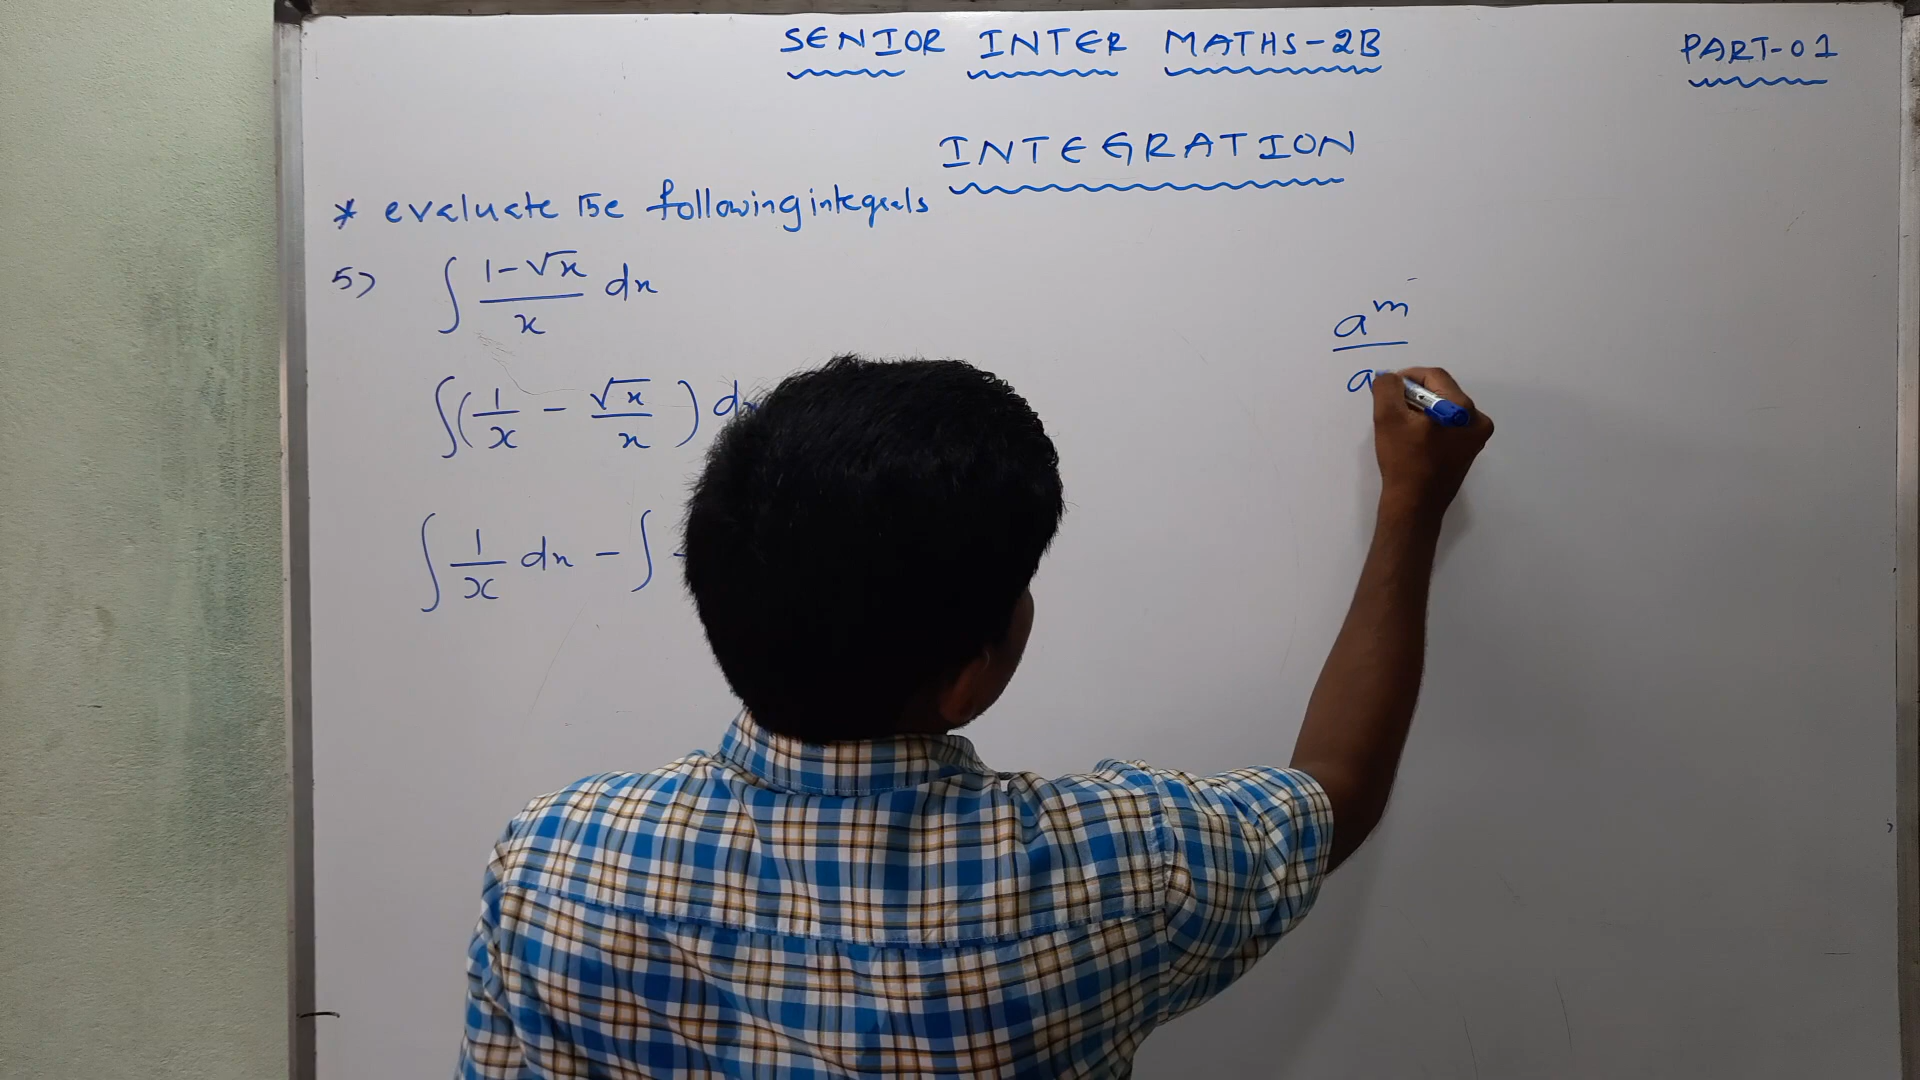 SENIOR INTER MATHS-2B
PART-01
INTEGRATION
* evaluate the following integrals
5) ∫ (1-√x)/x dx
∫(1/x - √x/x) dx
∫ 1/x dx - ∫
a^m
a